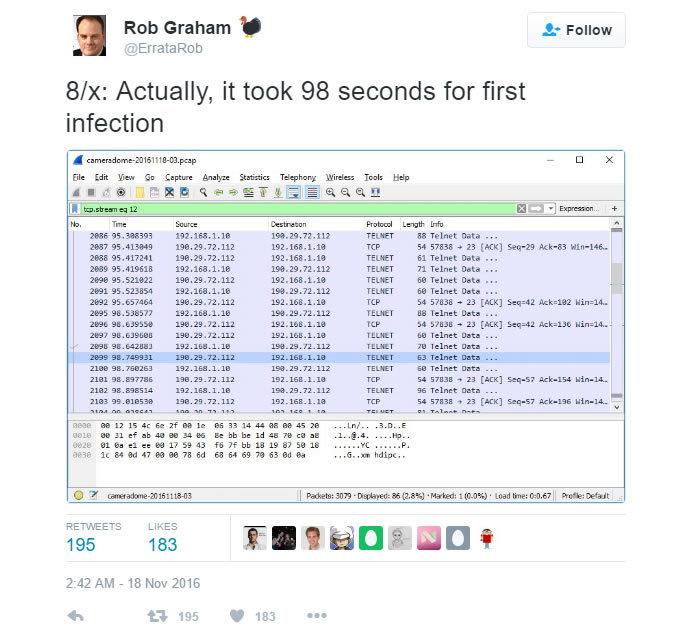 Rob Graham
@ErrataRob
Follow
8/x: Actually, it took 98 seconds for first
infection
cameradome-20161118-03.pcap
File Edit View Go Capture Analyze Statistics Telephony Wireless Tools Help
tcp.stream eq 12
Expression... +
No. Time Source Destination Protocol Length Info
2086 95.308393 192.168.1.10 190.29.72.112 TELNET 88 Telnet Data ...
2087 95.413049 190.29.72.112 192.168.1.10 TCP 54 57838 → 23 [ACK] Seq=29 Ack=83 Win=146…
2088 95.417241 192.168.1.10 190.29.72.112 TELNET 61 Telnet Data ...
2089 95.419618 190.29.72.112 192.168.1.10 TELNET 71 Telnet Data ...
2090 95.521022 192.168.1.10 190.29.72.112 TELNET 60 Telnet Data ...
2091 95.523854 192.168.1.10 190.29.72.112 TELNET 60 Telnet Data ...
2092 95.657464 190.29.72.112 192.168.1.10 TCP 54 57838 → 23 [ACK] Seq=42 Ack=102 Win=14…
2095 98.538577 192.168.1.10 190.29.72.112 TELNET 88 Telnet Data ...
2096 98.639550 190.29.72.112 192.168.1.10 TCP 54 57838 → 23 [ACK] Seq=42 Ack=136 Win=14…
2097 98.639608 192.168.1.10 190.29.72.112 TELNET 60 Telnet Data ...
2098 98.642883 192.168.1.10 190.29.72.112 TELNET 70 Telnet Data ...
2099 98.749931 190.29.72.112 192.168.1.10 TELNET 63 Telnet Data ...
2100 98.760263 192.168.1.10 190.29.72.112 TELNET 60 Telnet Data ...
2101 98.897786 190.29.72.112 192.168.1.10 TCP 54 57838 → 23 [ACK] Seq=57 Ack=154 Win=14…
2102 98.898514 192.168.1.10 190.29.72.112 TELNET 96 Telnet Data ...
2103 99.010530 190.29.72.112 192.168.1.10 TCP 54 57838 → 23 [ACK] Seq=57 Ack=196 Win=14…
0000 00 12 15 4c 6e 2f 00 1e 06 33 14 44 08 00 45 20 ...Ln/.. .3.D..E
0010 00 31 ef ab 40 00 34 06 8e bb be 1d 48 70 c0 a8 .1..@.4. ....Hp..
0020 01 0a e1 ee 00 17 59 43 f6 7f bb 18 19 87 50 18 ......YC ......P.
0030 1c 84 0d 47 00 00 78 6d 68 64 69 70 63 0d 0a ...G..xm hdipc..
cameradome-20161118-03
Packets: 3079 · Displayed: 86 (2.8%) · Marked: 1 (0.0%) · Load time: 0:0.67
Profile: Default
RETWEETS LIKES
195 183
2:42 AM - 18 Nov 2016
195 183